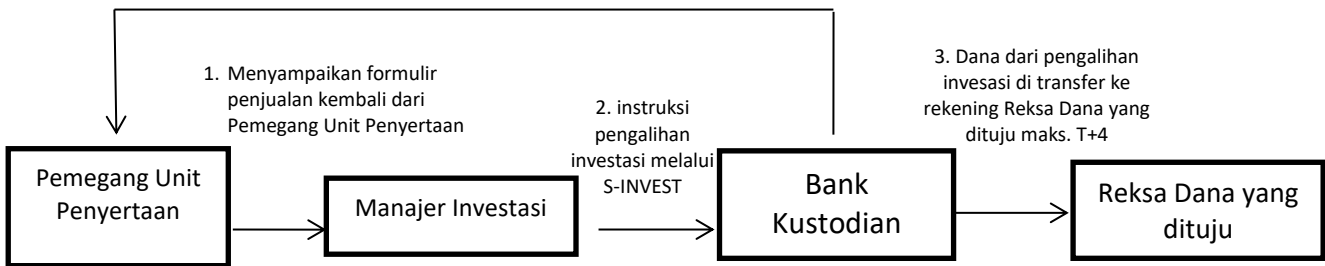 1. Menyampaikan formulir
penjualan kembali dari
Pemegang Unit Penyertaan
2. instruksi
pengalihan
investasi melalui
S-INVEST
3. Dana dari pengalihan
invesasi di transfer ke
rekening Reksa Dana yang
dituju maks. T+4
Pemegang Unit
Penyertaan
Manajer Investasi
Bank
Kustodian
Reksa Dana yang
dituju